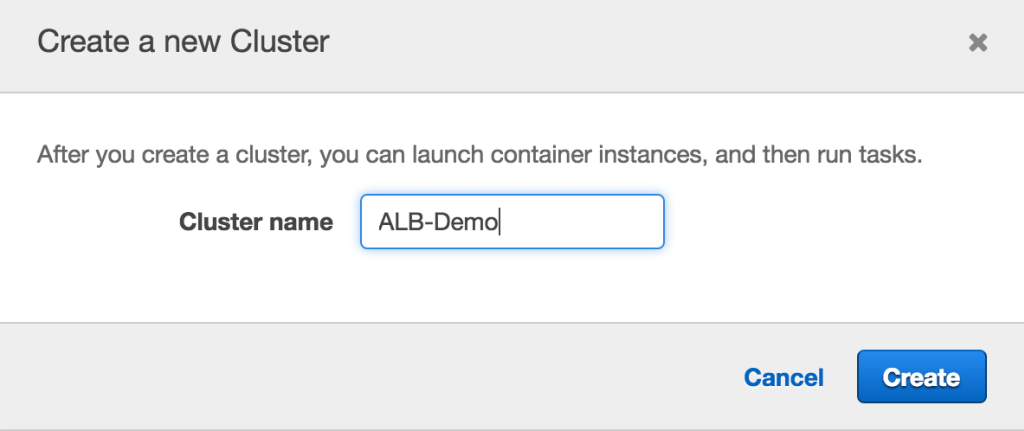 Create a new Cluster
After you create a cluster, you can launch container instances, and then run tasks.
Cluster name ALB-Demo
Cancel Create